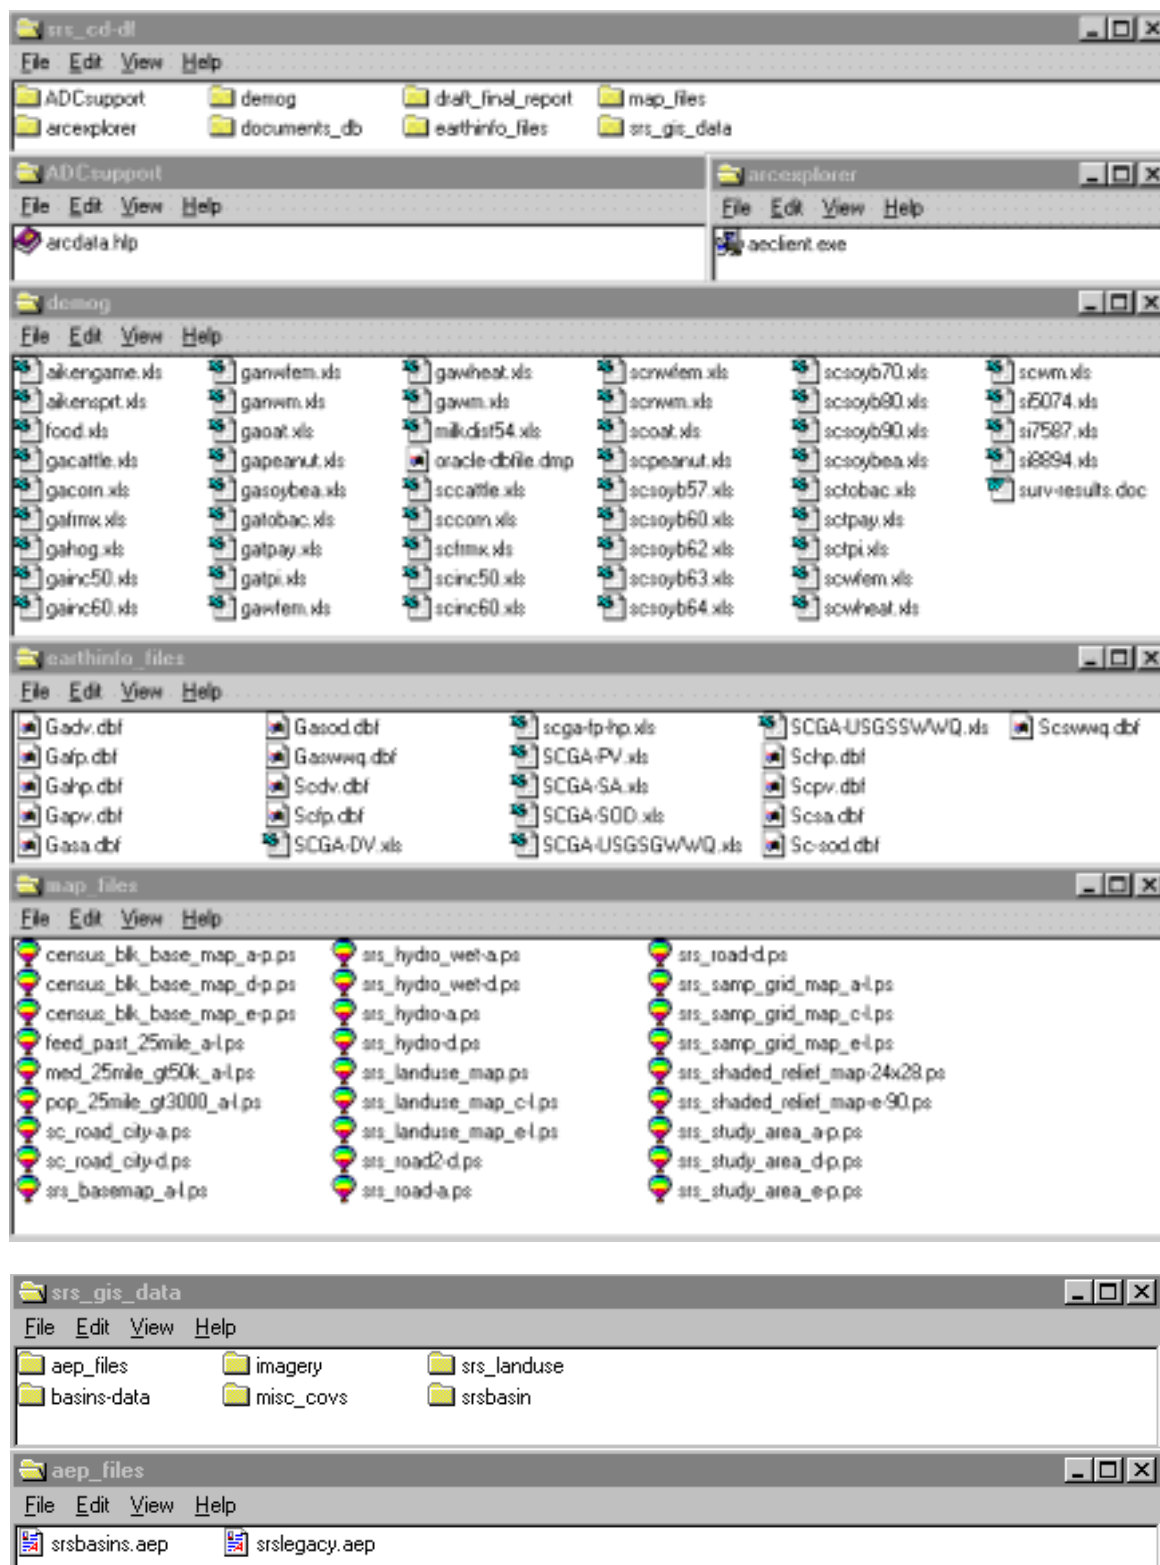 srs_cd-dl
File Edit View Help
ADCsupport demog draft_final_report map_files
arcexplorer documents_db earthinfo_files srs_gis_data
ADCsupport
File Edit View Help
arcdata.hlp
arcexplorer
File Edit View Help
aeclient.exe
demog
File Edit View Help
aikengame.xls ganwfem.xls gawheat.xls scnwfem.xls scsoyb70.xls scwm.xls
aikensprt.xls ganwm.xls gawm.xls scnwm.xls scsoyb80.xls si5074.xls
food.xls gaoat.xls milkdist54.xls scoat.xls scsoyb90.xls si7587.xls
gacattle.xls gapeanut.xls oracle-dbfile.dmp scpeanut.xls scsoybea.xls si8894.xls
gacorn.xls gasoybea.xls sccattle.xls scsoyb57.xls sctobac.xls surv-results.doc
gafrmx.xls gatobac.xls sccorn.xls scsoyb60.xls sctpay.xls
gahog.xls gatpay.xls scfrmx.xls scsoyb62.xls sctpi.xls
gainc50.xls gatpi.xls scinc50.xls scsoyb63.xls scwfem.xls
gainc60.xls gawfem.xls scinc60.xls scsoyb64.xls scwheat.xls
earthinfo_files
File Edit View Help
Gadv.dbf Gasod.dbf scga-fp-hp.xls SCGA-USGSSWWQ.xls Scswwq.dbf
Gafp.dbf Gaswwq.dbf SCGA-PV.xls Schp.dbf
Gahp.dbf Scdv.dbf SCGA-SA.xls Scpv.dbf
Gapv.dbf Scfp.dbf SCGA-SOD.xls Scsa.dbf
Gasa.dbf SCGA-DV.xls SCGA-USGSGWWQ.xls Sc-sod.dbf
map_files
File Edit View Help
census_blk_base_map_a-p.ps srs_hydro_wet-a.ps srs_road-d.ps
census_blk_base_map_d-p.ps srs_hydro_wet-d.ps srs_samp_grid_map_a-l.ps
census_blk_base_map_e-p.ps srs_hydro-a.ps srs_samp_grid_map_c-l.ps
feed_past_25mile_a-l.ps srs_hydro-d.ps srs_samp_grid_map_e-l.ps
med_25mile_gt50k_a-l.ps srs_landuse_map.ps srs_shaded_relief_map-24x28.ps
pop_25mile_gt3000_a-l.ps srs_landuse_map_c-l.ps srs_shaded_relief_map-e-90.ps
sc_road_city-a.ps srs_landuse_map_e-l.ps srs_study_area_a-p.ps
sc_road_city-d.ps srs_road2-d.ps srs_study_area_d-p.ps
srs_basemap_a-l.ps srs_road-a.ps srs_study_area_e-p.ps
srs_gis_data
File Edit View Help
aep_files imagery srs_landuse
basins-data misc_covs srsbasin
aep_files
File Edit View Help
srsbasins.aep srslegacy.aep